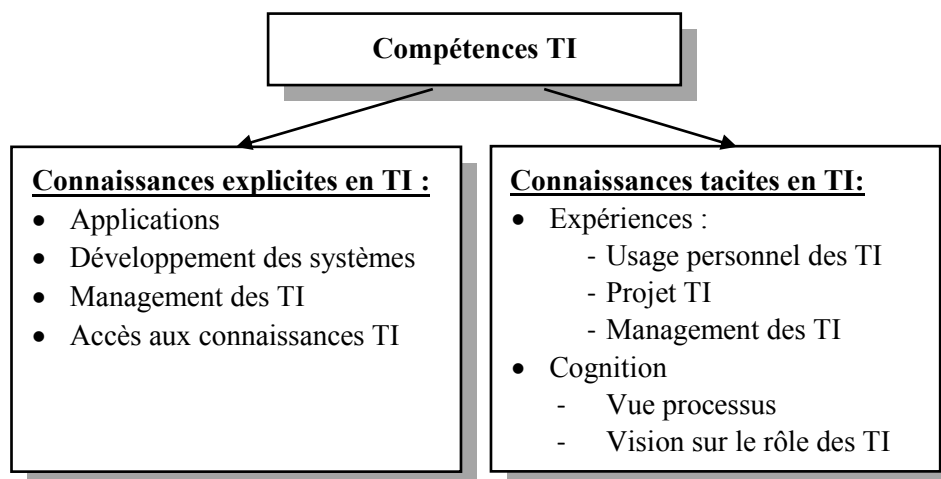 Compétences TI
Connaissances explicites en TI :
• Applications
• Développement des systèmes
• Management des TI
• Accès aux connaissances TI
Connaissances tacites en TI:
• Expériences :
- Usage personnel des TI
- Projet TI
- Management des TI
• Cognition
- Vue processus
- Vision sur le rôle des TI